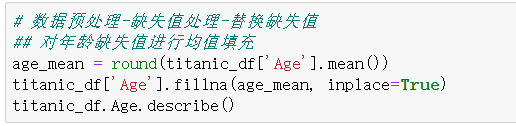 # 数据预处理-缺失值处理-替换缺失值
## 对年龄缺失值进行均值填充
age_mean = round(titanic_df['Age'].mean())
titanic_df['Age'].fillna(age_mean, inplace=True)
titanic_df.Age.describe()